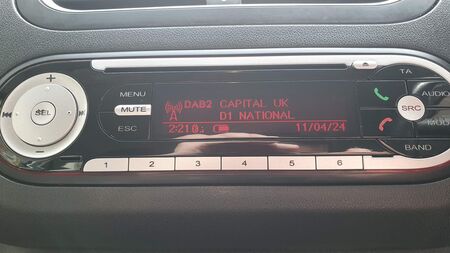 MENU
MUTE
ESC
SEL
DAB2 CAPITAL UK
D1 NATIONAL
11/04/24
TA
AUDIO
SRC
BAND
1 2 3 4 5 6